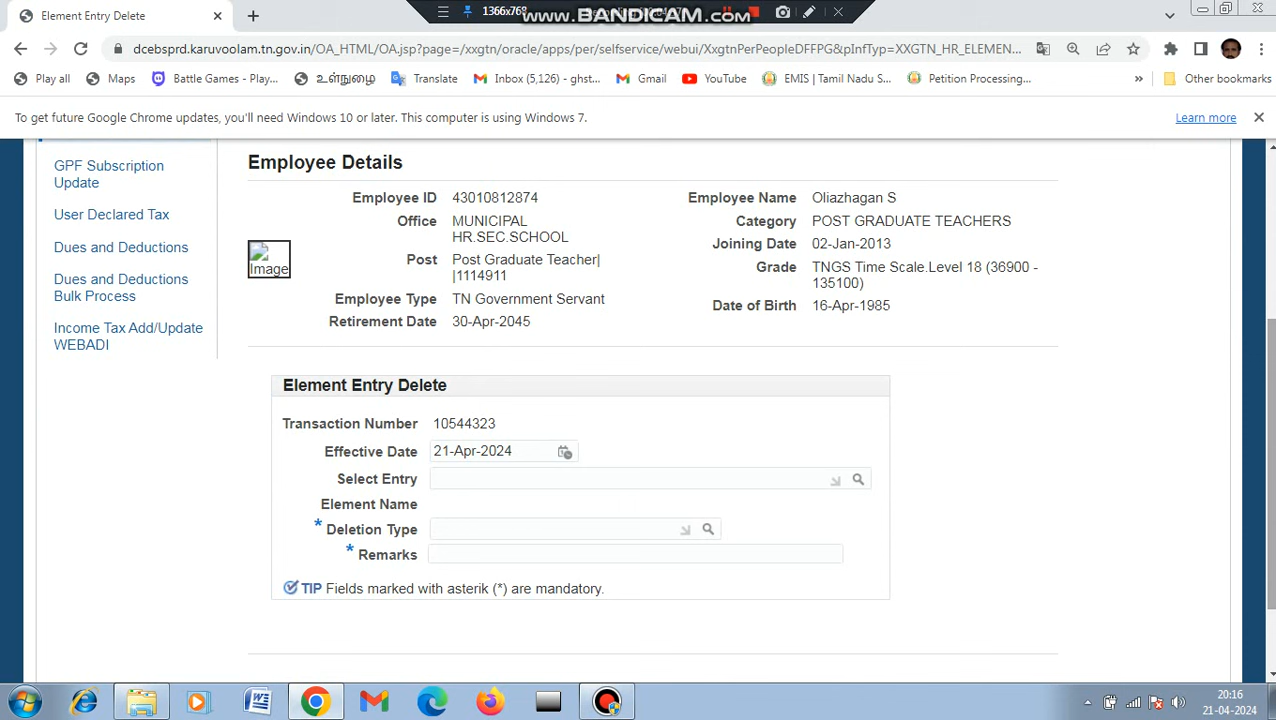 Element Entry Delete
1366x768
www.BANDICAM.com
dcebsprd.karuvoolam.tn.gov.in/OA_HTML/OA.jsp?page=/xxgtn/oracle/apps/per/selfservice/webui/XxgtnPerPeopleDFFPG&pInfTyp=XXGTN_HR_ELEMEN...
Play all
Maps
Battle Games - Play...
உள்நுழை
Translate
Inbox (5,126) - ghst...
Gmail
YouTube
EMIS | Tamil Nadu S...
Petition Processing...
»
Other bookmarks
To get future Google Chrome updates, you'll need Windows 10 or later. This computer is using Windows 7.
Learn more
GPF Subscription
Update
User Declared Tax
Dues and Deductions
Dues and Deductions
Bulk Process
Income Tax Add/Update
WEBADI
Employee Details
Image
Employee ID 43010812874
Office MUNICIPAL
HR.SEC.SCHOOL
Post Post Graduate Teacher|
|1114911
Employee Type TN Government Servant
Retirement Date 30-Apr-2045
Employee Name Oliazhagan S
Category POST GRADUATE TEACHERS
Joining Date 02-Jan-2013
Grade TNGS Time Scale.Level 18 (36900 -
135100)
Date of Birth 16-Apr-1985
Element Entry Delete
Transaction Number 10544323
Effective Date 21-Apr-2024
Select Entry
Element Name
* Deletion Type
* Remarks
TIP Fields marked with asterik (*) are mandatory.
20:16
21-04-2024